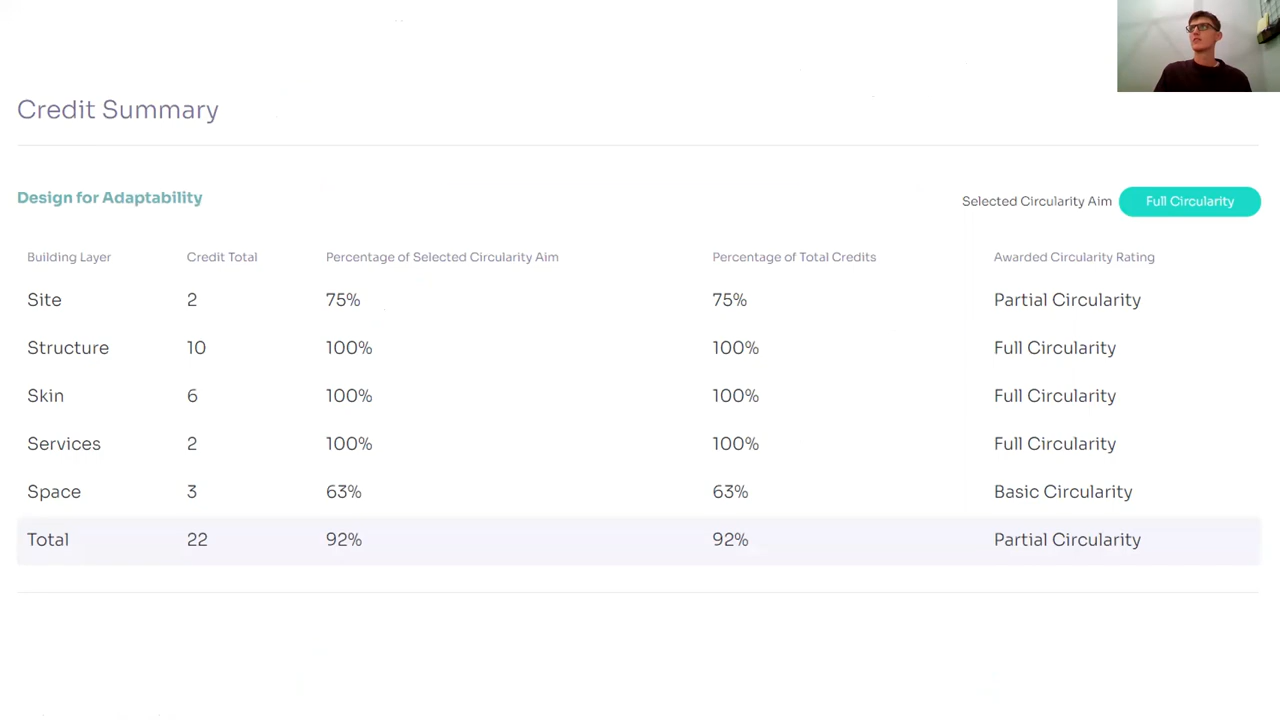 Credit Summary
Design for Adaptability
Selected Circularity Aim Full Circularity
Building Layer Credit Total Percentage of Selected Circularity Aim Percentage of Total Credits Awarded Circularity Rating
Site 2 75% 75% Partial Circularity
Structure 10 100% 100% Full Circularity
Skin 6 100% 100% Full Circularity
Services 2 100% 100% Full Circularity
Space 3 63% 63% Basic Circularity
Total 22 92% 92% Partial Circularity